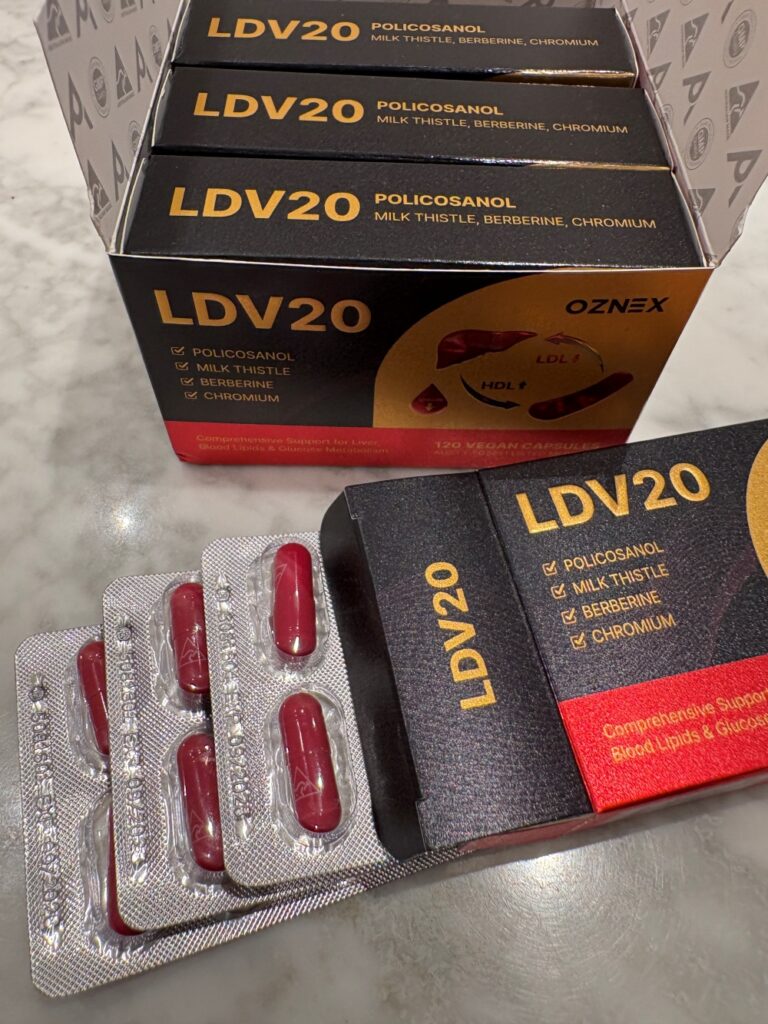 LDV20 POLICOSANOL
MILK THISTLE, BERBERINE, CHROMIUM
LDV20 POLICOSANOL
MILK THISTLE, BERBERINE, CHROMIUM
LDV20 POLICOSANOL
MILK THISTLE, BERBERINE, CHROMIUM
LDV20
OZNEX
POLICOSANOL
MILK THISTLE
BERBERINE
CHROMIUM
LDL
HDL
Comprehensive Support for Liver,
Blood Lipids & Glucose Metabolism
120 VEGAN CAPSULES
LDV20
LDV20
POLICOSANOL
MILK THISTLE
BERBERINE
CHROMIUM
Comprehensive Support
Blood Lipids & Glucose